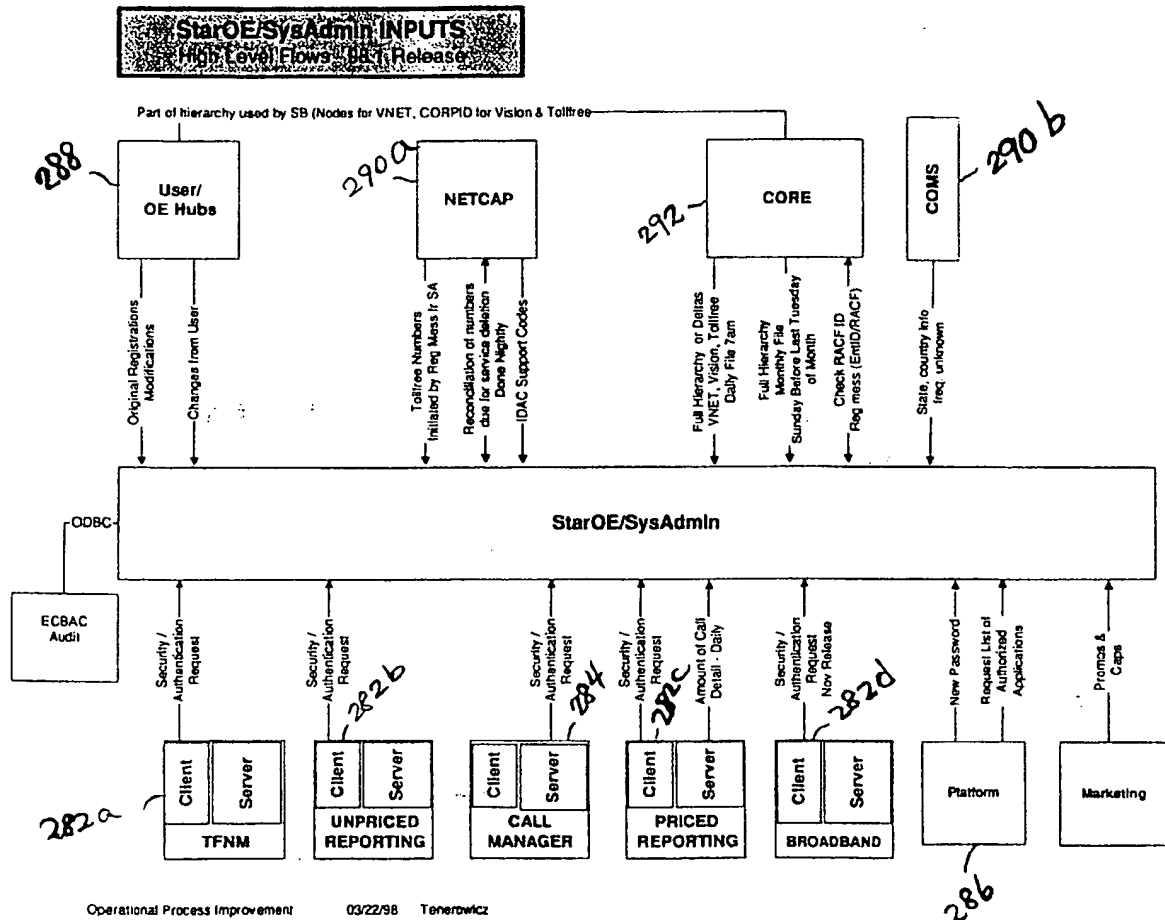 StarOE/SysAdmin INPUTS
High Level Flows - 98.1 Release
Part of hierarchy used by SB (Nodes for VNET, CORPID for Vision & Tollfree
288
User/
OE Hubs
290a
NETCAP
292
CORE
COMS
290b
Original Registrations
Modifications
Changes from User
Tollfree Numbers
Initiated by Reg Mess fr SA
Reconciliation of numbers
due for service deletion
Done Nightly
IDAC Support Codes
Full Hierarchy or Deltas
VNET, Vision, Tollfree
Daily File 7am
Full Hierarchy
Monthly File
Sunday Before Last Tuesday
of Month
Check RACF ID
Reg mess (EntID/RACF)
State, country info
freq. unknown
StarOE/SysAdmin
ODBC
ECBAC
Audit
Security /
Authentication
Request
Security /
Authentication
Request
Security /
Authentication
Request
Security /
Authentication
Request
Amount of Call
Detail - Daily
Security /
Authentication
Request
Nov Release
New Password
Request List of
Authorized
Applications
Promos &
Caps
282a
Client
Server
TFNM
282b
Client
Server
UNPRICED
REPORTING
284
Client
Server
CALL
MANAGER
282c
Client
Server
PRICED
REPORTING
282d
Client
Server
BROADBAND
Platform
286
Marketing
Operational Process Improvement 03/22/98 Tenerowicz